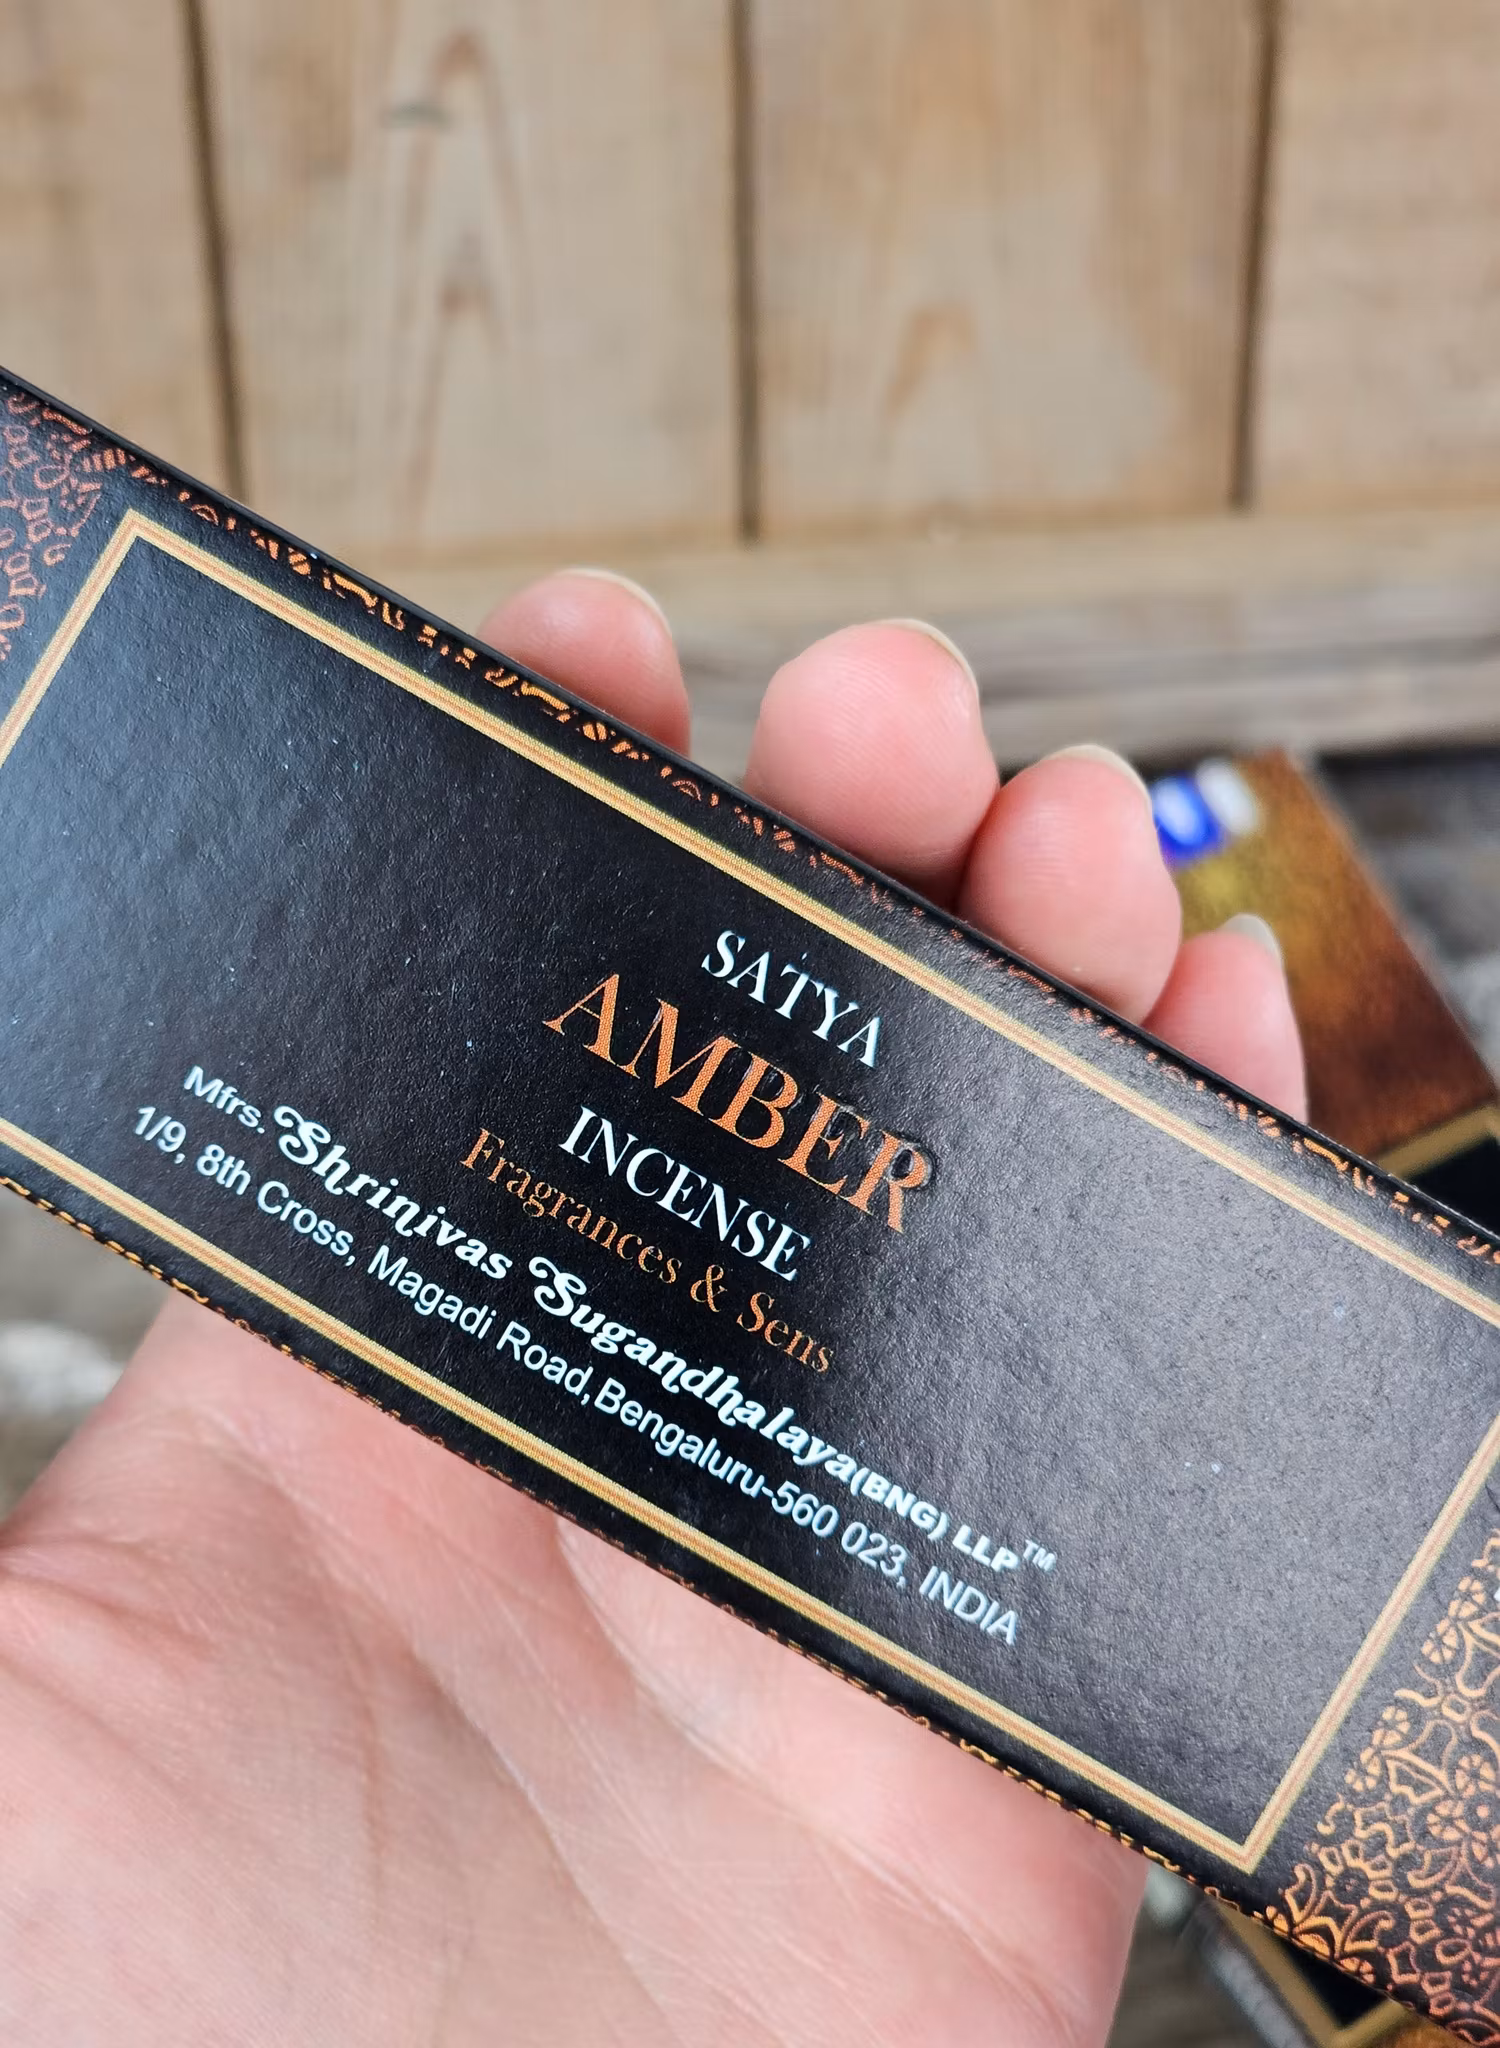 SATYA
AMBER
INCENSE
Fragrances & Sens
Mfrs. Shrinivas Sugandhalaya(BNG) LLP™
1/9, 8th Cross, Magadi Road, Bengaluru-560 023, INDIA